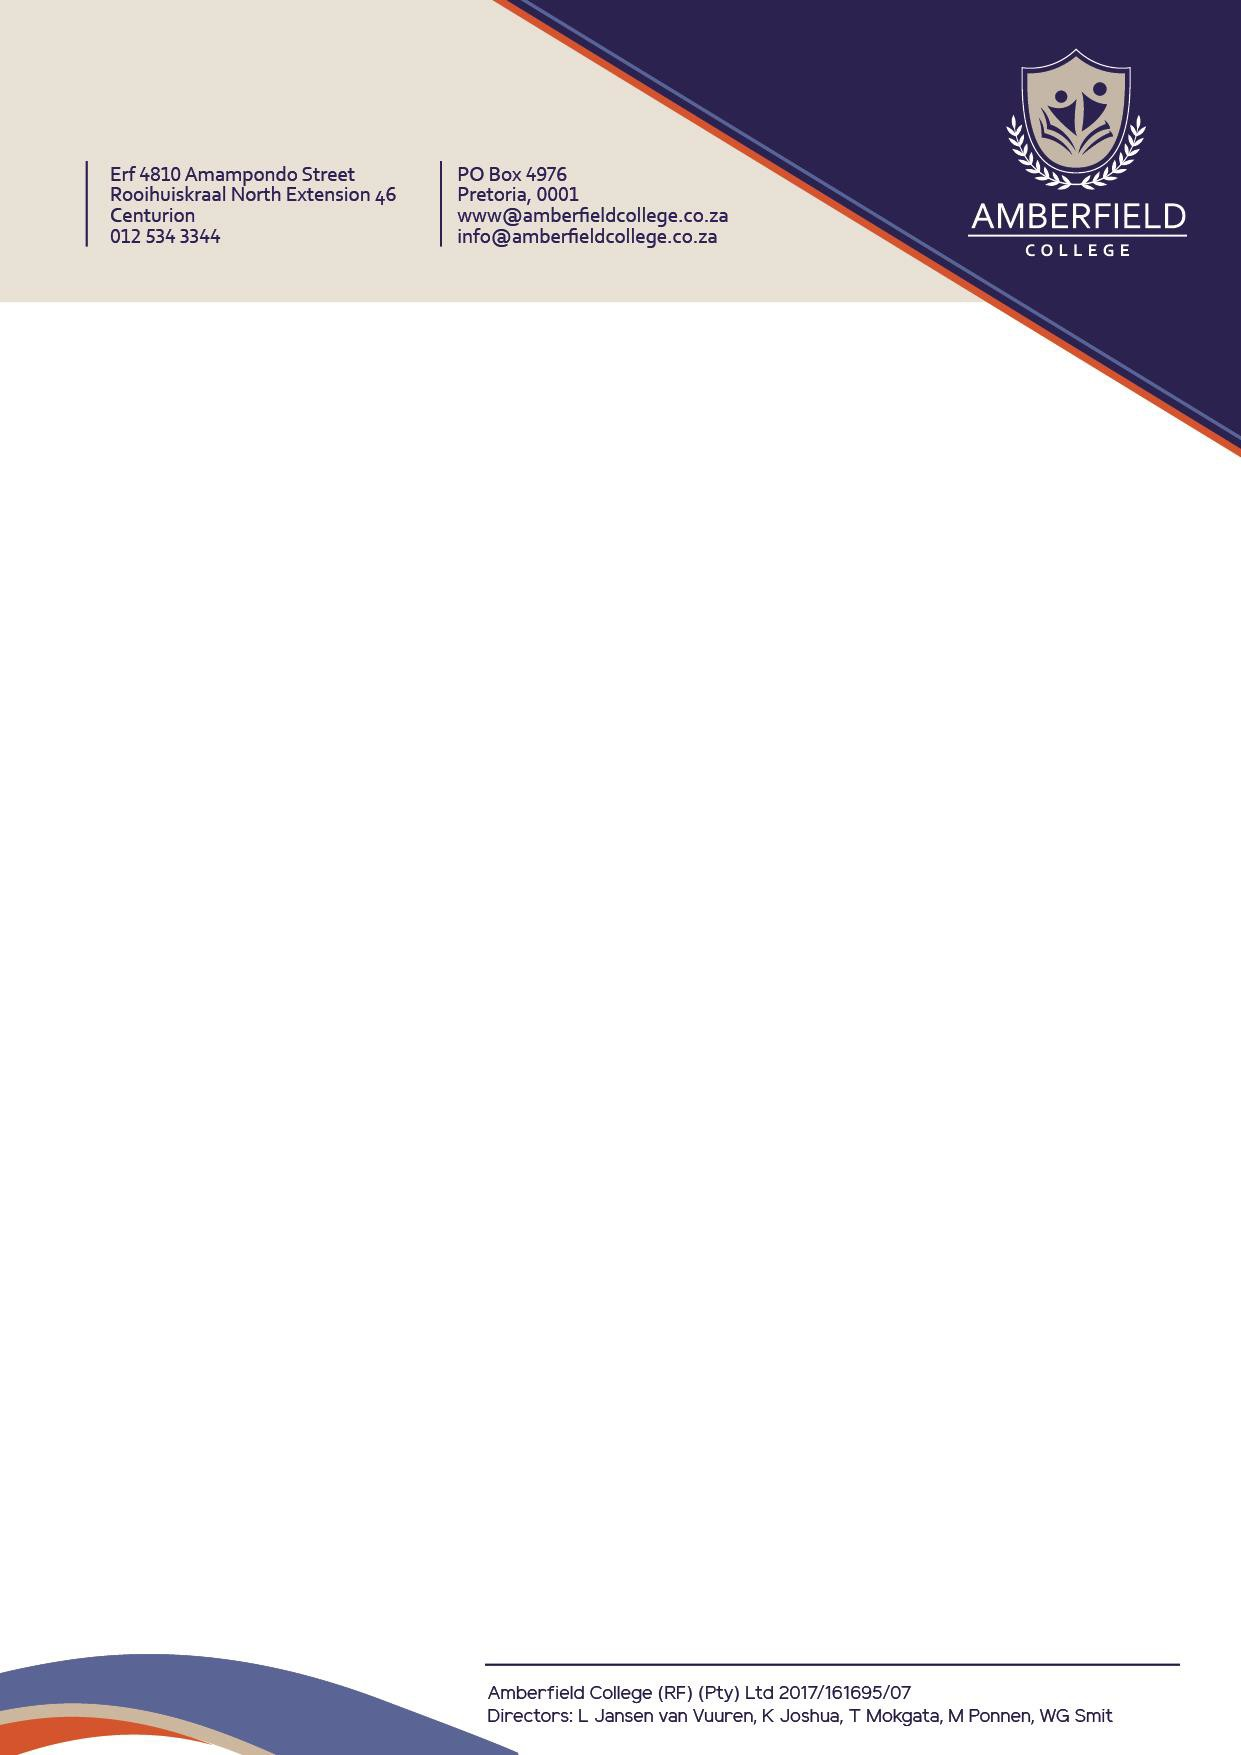 Erf 4810 Amampondo Street
Rooihuiskraal North Extension 46
Centurion
012 534 3344
PO Box 4976
Pretoria, 0001
www@amberfieldcollege.co.za
info@amberfieldcollege.co.za
AMBERFIELD
COLLEGE
Amberfield College (RF) (Pty) Ltd 2017/161695/07
Directors: L Jansen van Vuuren, K Joshua, T Mokgata, M Ponnen, WG Smit